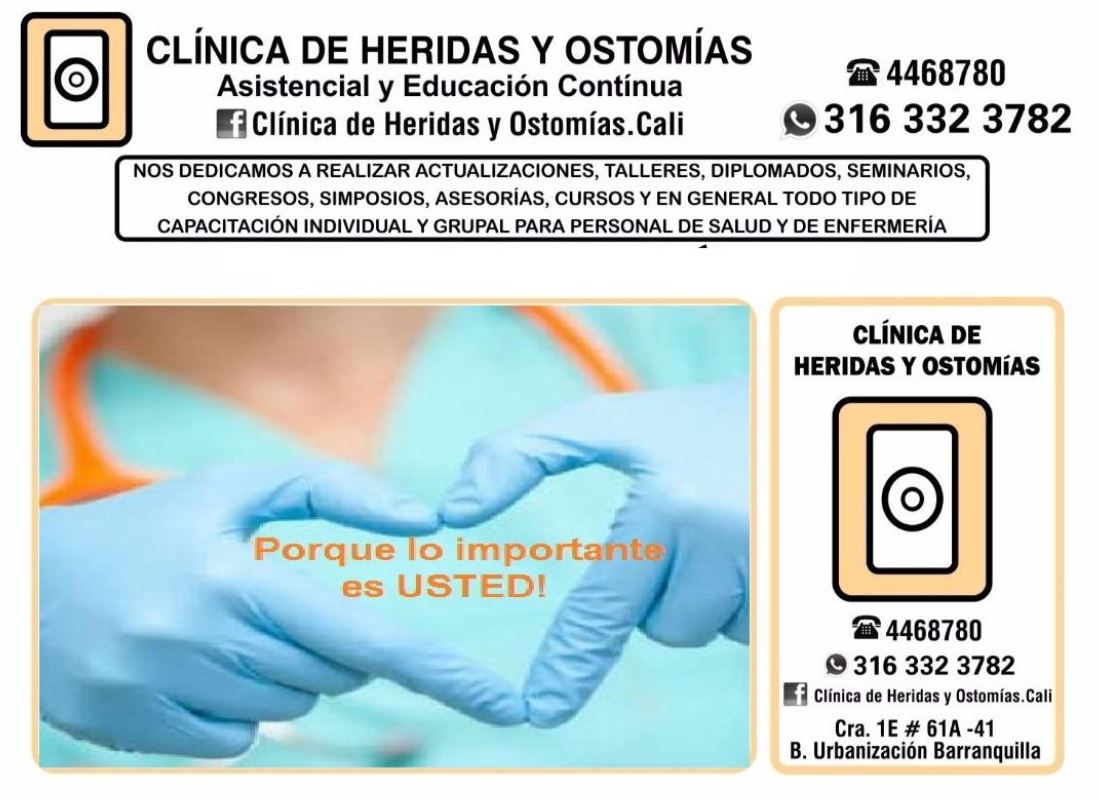 CLÍNICA DE HERIDAS Y OSTOMÍAS
Asistencial y Educación Contínua
Clínica de Heridas y Ostomías.Cali
4468780
316 332 3782
NOS DEDICAMOS A REALIZAR ACTUALIZACIONES, TALLERES, DIPLOMADOS, SEMINARIOS,
CONGRESOS, SIMPOSIOS, ASESORÍAS, CURSOS Y EN GENERAL TODO TIPO DE
CAPACITACIÓN INDIVIDUAL Y GRUPAL PARA PERSONAL DE SALUD Y DE ENFERMERÍA
Porque lo importante
es USTED!
CLÍNICA DE
HERIDAS Y OSTOMíAS
4468780
316 332 3782
Clínica de Heridas y Ostomías.Cali
Cra. 1E # 61A -41
B. Urbanización Barranquilla